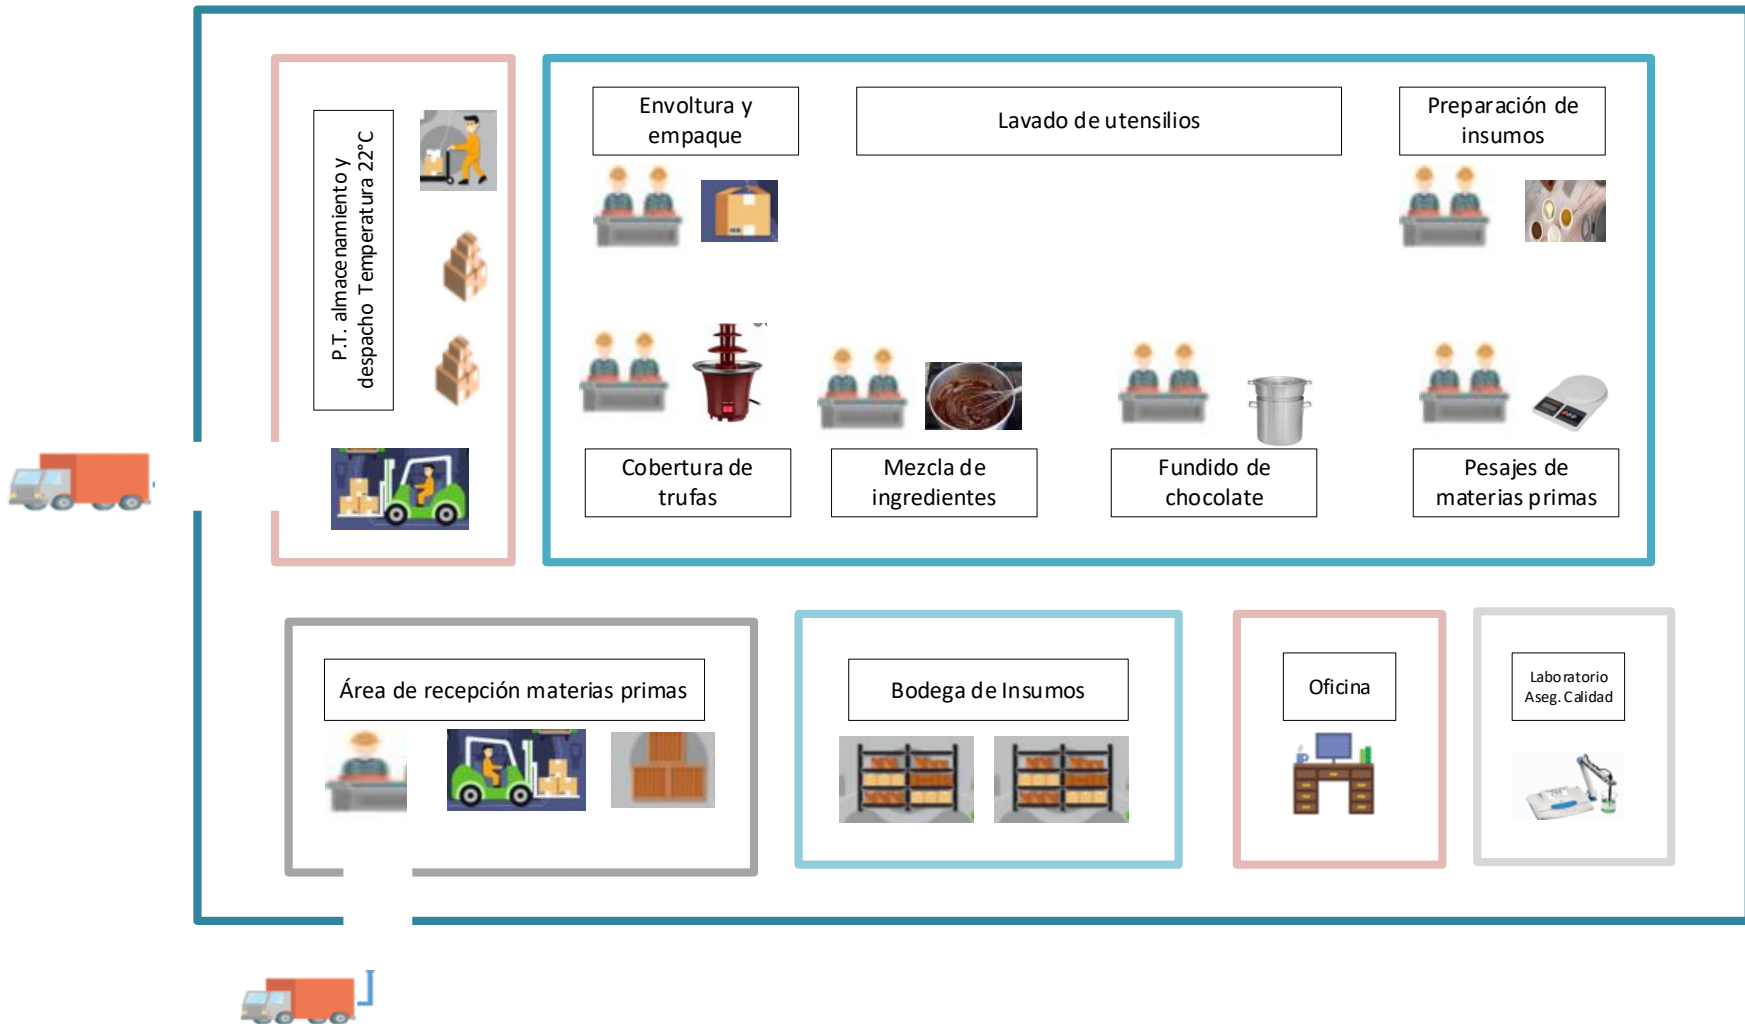 P.T. almacenamiento y
despacho Temperatura 22°C
Envoltura y
empaque
Lavado de utensilios
Preparación de
insumos
Cobertura de
trufas
Mezcla de
ingredientes
Fundido de
chocolate
Pesajes de
materias primas
Área de recepción materias primas
Bodega de Insumos
Oficina
Laboratorio
Aseg. Calidad